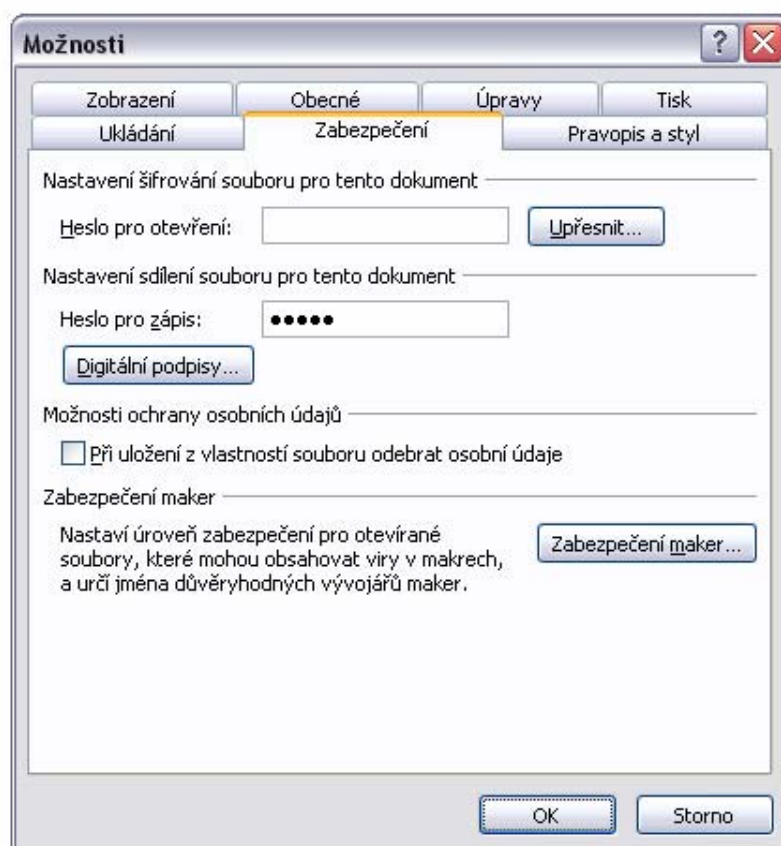 Možnosti
Zobrazení Obecné Úpravy Tisk
Ukládání Zabezpečení Pravopis a styl
Nastavení šifrování souboru pro tento dokument
Heslo pro otevření: Upřesnit...
Nastavení sdílení souboru pro tento dokument
Heslo pro zápis: •••••
Digitální podpisy...
Možnosti ochrany osobních údajů
Při uložení z vlastností souboru odebrat osobní údaje
Zabezpečení maker
Nastaví úroveň zabezpečení pro otevírané
soubory, které mohou obsahovat viry v makrech,
a určí jména důvěryhodných vývojářů maker.
Zabezpečení maker...
OK Storno